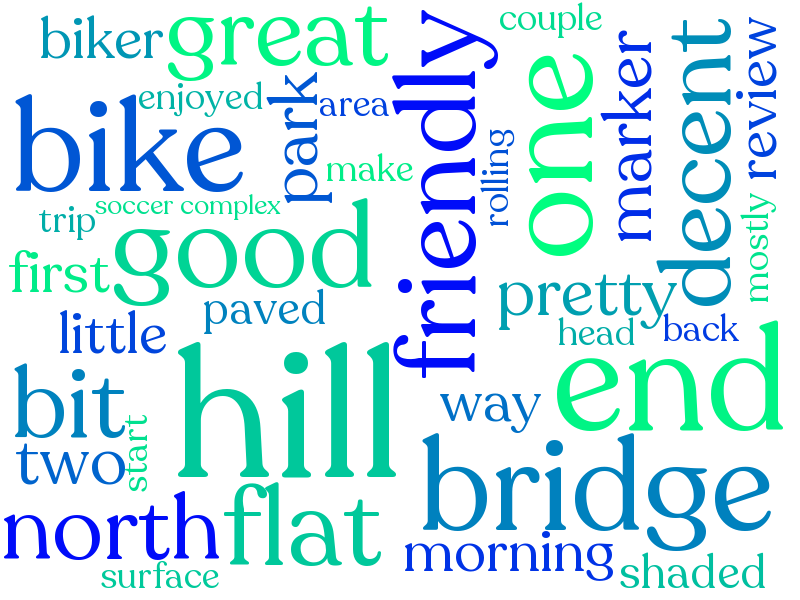 couple
biker
great
friendly
one
marker
decent
review
enjoyed
area
park
bike
rolling
make
trip
soccer complex
mostly
good
first
pretty
paved
little
head
back
hill
end
bit
way
start
two
bridge
north
flat
morning
surface
shaded